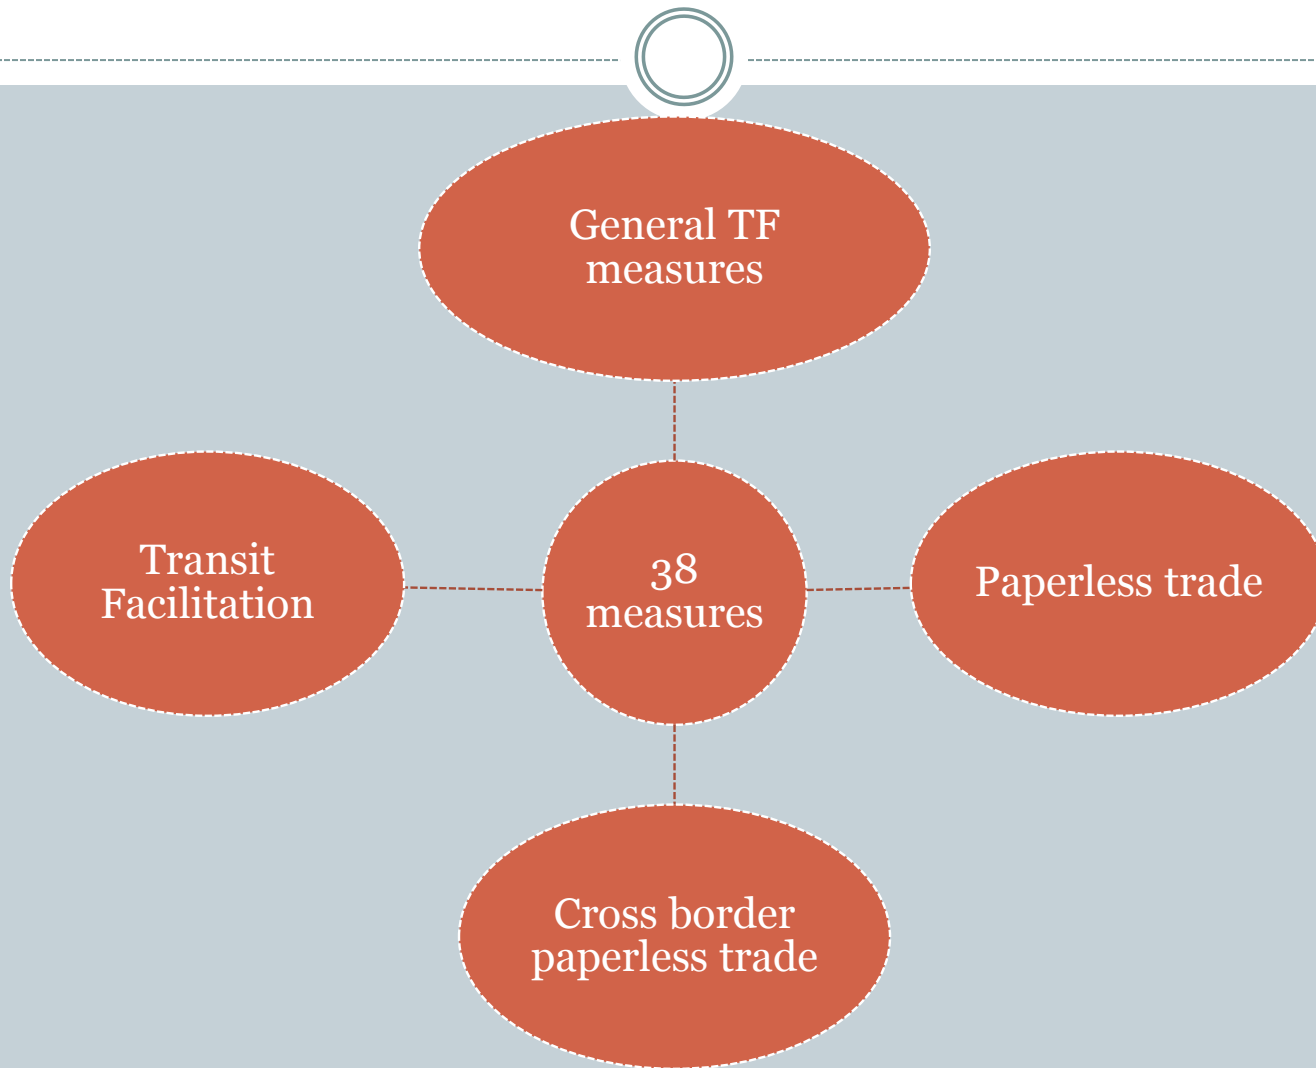 General TF
measures
Transit
Facilitation
38
measures
Paperless trade
Cross border
paperless trade